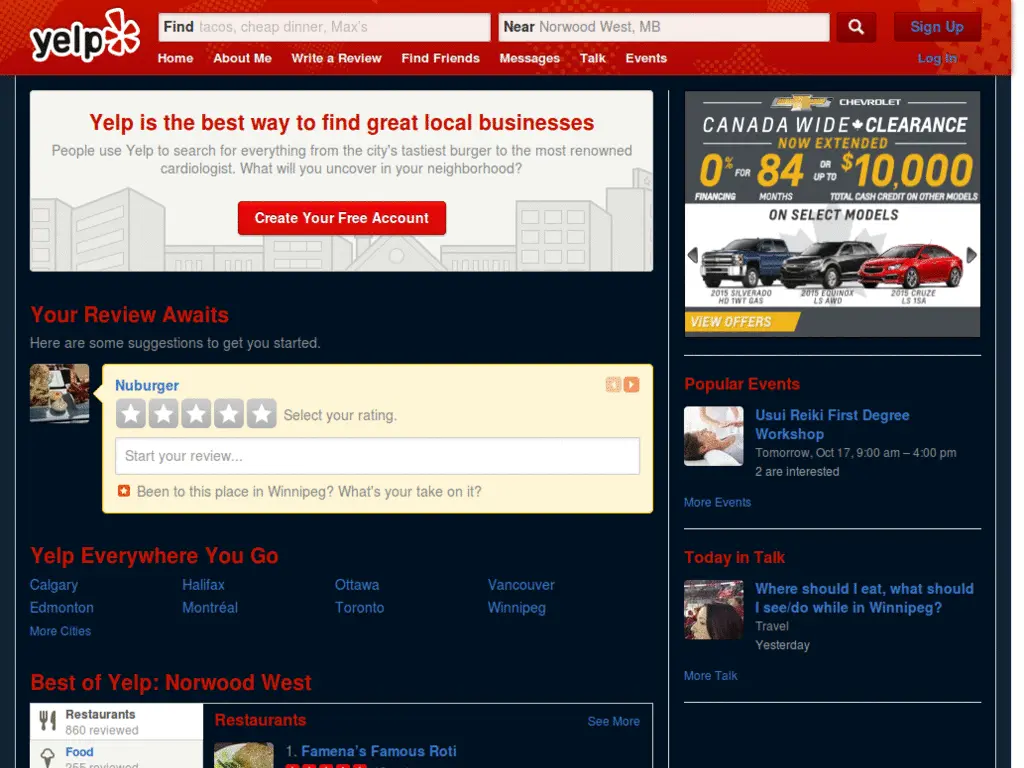 yelp
Find tacos, cheap dinner, Max's
Near Norwood West, MB
Sign Up
Home About Me Write a Review Find Friends Messages Talk Events
Log In
Yelp is the best way to find great local businesses
People use Yelp to search for everything from the city's tastiest burger to the most renowned
cardiologist. What will you uncover in your neighborhood?
Create Your Free Account
CHEVROLET
CANADA WIDE CLEARANCE
NOW EXTENDED
0% FOR 84 OR UP TO $10,000
FINANCING MONTHS TOTAL CASH CREDIT ON OTHER MODELS
ON SELECT MODELS
2015 SILVERADO
HD TWT GAS
2015 EQUINOX
LS AWD
2015 CRUZE
LS 1SA
VIEW OFFERS
Your Review Awaits
Here are some suggestions to get you started.
Nuburger
Select your rating.
Start your review...
Been to this place in Winnipeg? What's your take on it?
Popular Events
Usui Reiki First Degree
Workshop
Tomorrow, Oct 17, 9:00 am – 4:00 pm
2 are interested
More Events
Yelp Everywhere You Go
Calgary Halifax Ottawa Vancouver
Edmonton Montréal Toronto Winnipeg
More Cities
Today in Talk
Where should I eat, what should
I see/do while in Winnipeg?
Travel
Yesterday
More Talk
Best of Yelp: Norwood West
Restaurants
860 reviewed
Food
255 reviewed
Restaurants
See More
1. Famena's Famous Roti